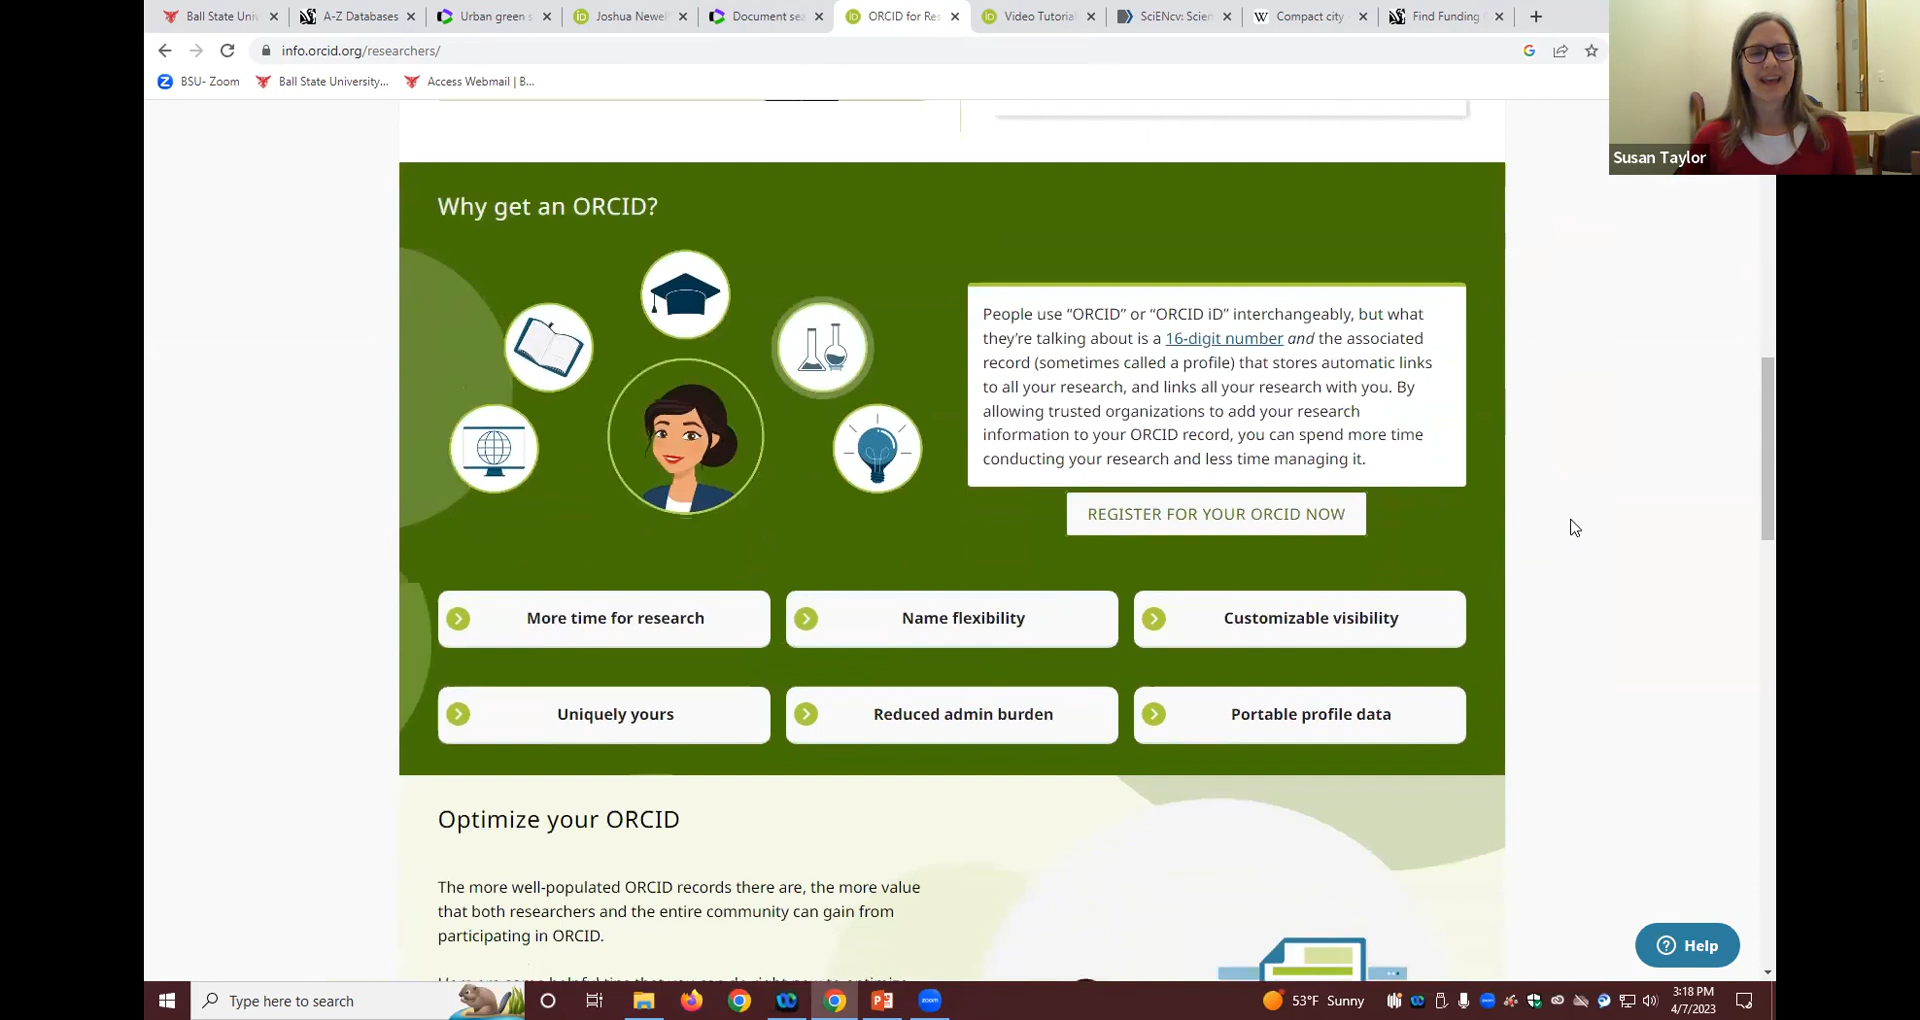 Ball State Uni
A-Z Databases
Urban green s
Joshua Newel
Document sea
ORCID for Res
Video Tutorial
SciENcv: Scien
Compact city
Find Funding
info.orcid.org/researchers/
BSU- Zoom
Ball State University...
Access Webmail | B...
Susan Taylor
Why get an ORCID?
People use “ORCID” or “ORCID iD” interchangeably, but what
they’re talking about is a 16-digit number and the associated
record (sometimes called a profile) that stores automatic links
to all your research, and links all your research with you. By
allowing trusted organizations to add your research
information to your ORCID record, you can spend more time
conducting your research and less time managing it.
REGISTER FOR YOUR ORCID NOW
More time for research
Name flexibility
Customizable visibility
Uniquely yours
Reduced admin burden
Portable profile data
Optimize your ORCID
The more well-populated ORCID records there are, the more value
that both researchers and the entire community can gain from
participating in ORCID.
Help
Type here to search
53°F Sunny
3:18 PM
4/7/2023